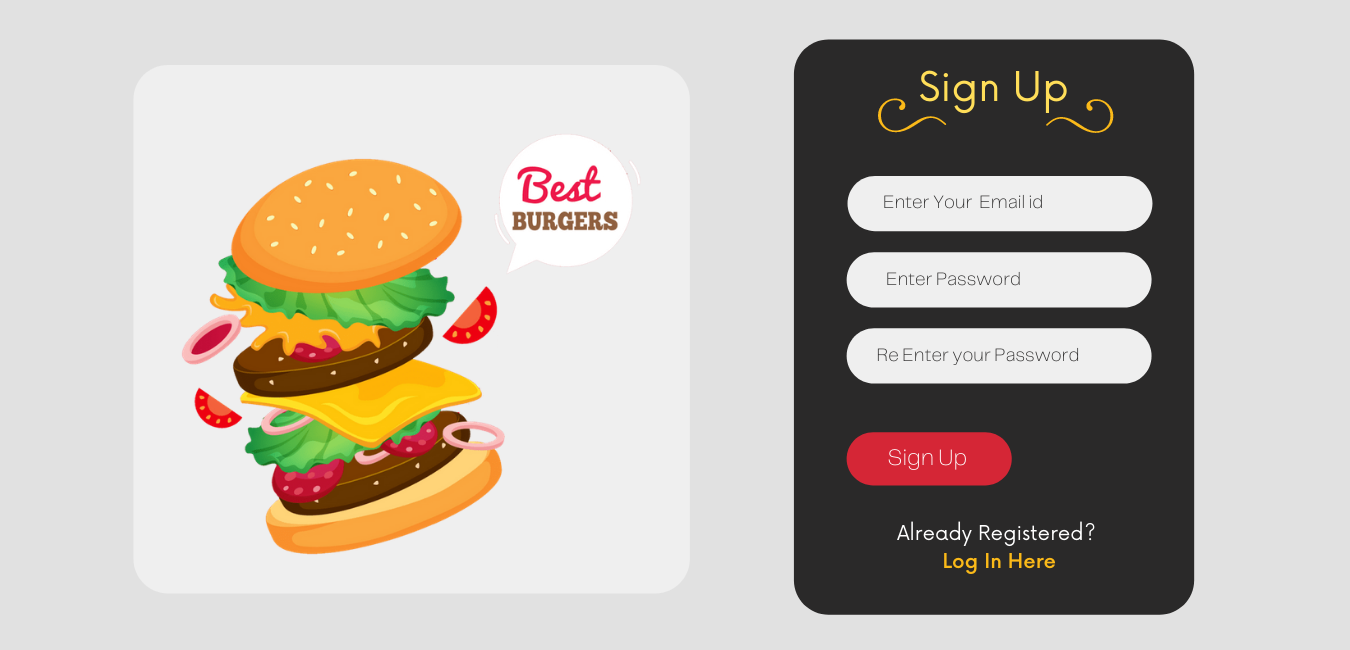 Best
BURGERS
Sign Up
Enter Your Email id
Enter Password
Re Enter your Password
Sign Up
Already Registered?
Log In Here